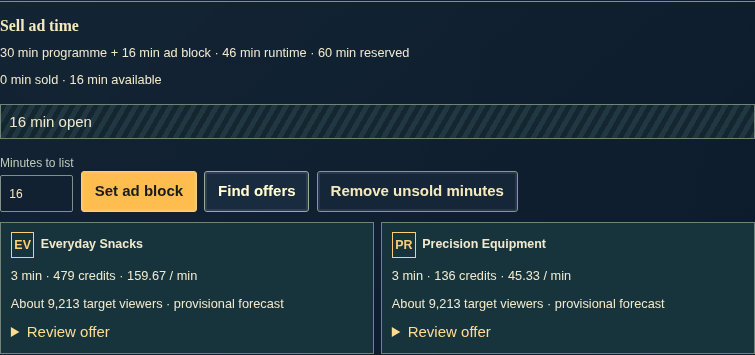 Sell ad time
30 min programme + 16 min ad block · 46 min runtime · 60 min reserved
0 min sold · 16 min available
16 min open
Minutes to list
16
Set ad block
Find offers
Remove unsold minutes
EV Everyday Snacks
3 min · 479 credits · 159.67 / min
About 9,213 target viewers · provisional forecast
▶ Review offer
PR Precision Equipment
3 min · 136 credits · 45.33 / min
About 9,213 target viewers · provisional forecast
▶ Review offer